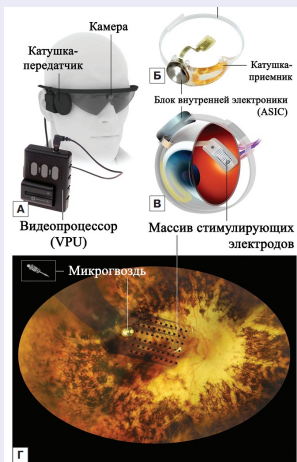 Камера
Катушка-
передатчик
Б
Катушка-
приемник
Блок внутренней электроники
(ASIC)
А
В
Видеопроцессор
(VPU)
Массив стимулирующих
электродов
Микрогвоздь
Г